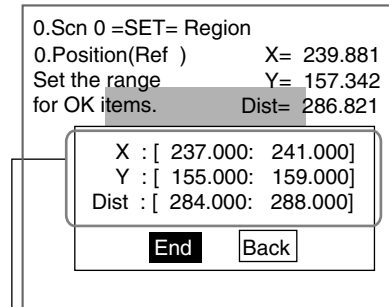 0.Scn 0 =SET= Region
0.Position(Ref ) X= 239.881
Set the range Y= 157.342
for OK items. Dist= 286.821
X :[ 237.000: 241.000]
Y :[ 155.000: 159.000]
Dist :[ 284.000: 288.000]
End Back